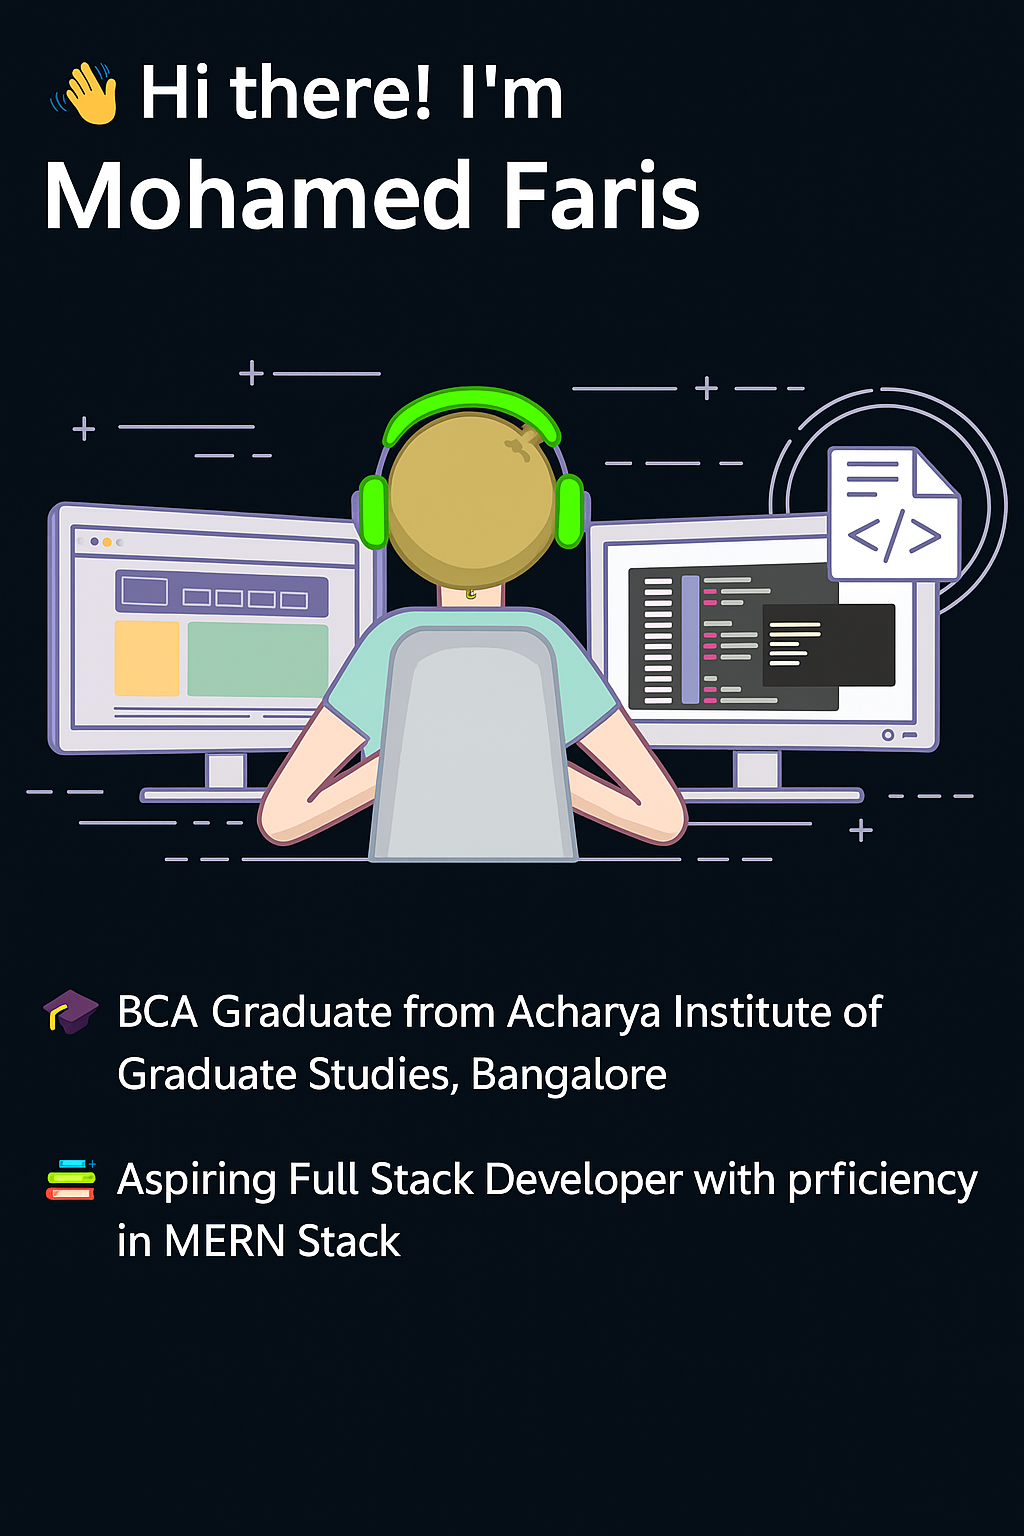 👋 Hi there! I'm
Mohamed Faris
</>
🎓 BCA Graduate from Acharya Institute of
Graduate Studies, Bangalore
📚 Aspiring Full Stack Developer with prficiency
in MERN Stack